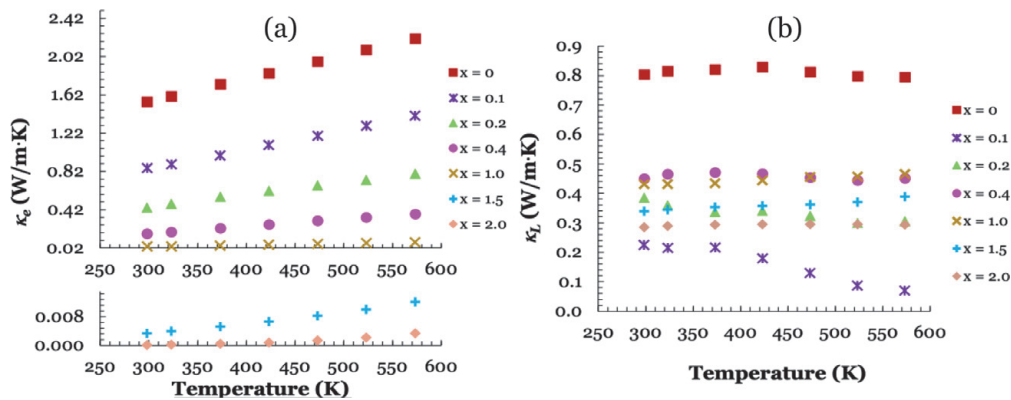 (a)
κe (W/m·K)
2.42
2.02
1.62
1.22
0.82
0.42
0.02
250 300 350 400 450 500 550 600
x = 0
x = 0.1
x = 0.2
x = 0.4
x = 1.0
x = 1.5
x = 2.0
0.008
0.000
250 300 350 400 450 500 550 600
Temperature (K)
(b)
κL (W/m·K)
0.9
0.8
0.7
0.6
0.5
0.4
0.3
0.2
0.1
0.0
250 300 350 400 450 500 550 600
Temperature (K)
x = 0
x = 0.1
x = 0.2
x = 0.4
x = 1.0
x = 1.5
x = 2.0